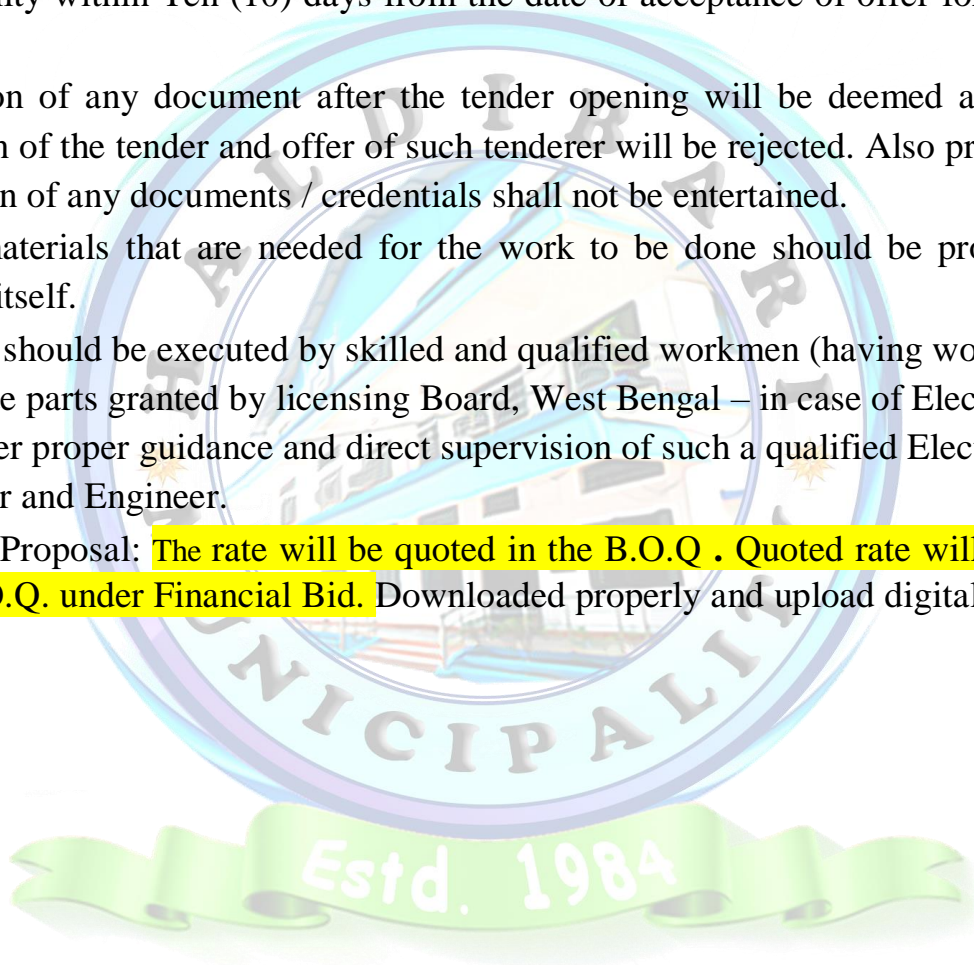 ity within Ten (10) days from the date of acceptance of offer fo
on of any document after the tender opening will be deemed a
n of the tender and offer of such tenderer will be rejected. Also pr
on of any documents / credentials shall not be entertained.
naterials that are needed for the work to be done should be pro
itself.
should be executed by skilled and qualified workmen (having wo
e parts granted by licensing Board, West Bengal – in case of Elec
er proper guidance and direct supervision of such a qualified Elec
r and Engineer.
Proposal: The rate will be quoted in the B.O.Q . Quoted rate will
O.Q. under Financial Bid. Downloaded properly and upload digital
HALDIRARI
MUNICIPALITY
Estd. 1984